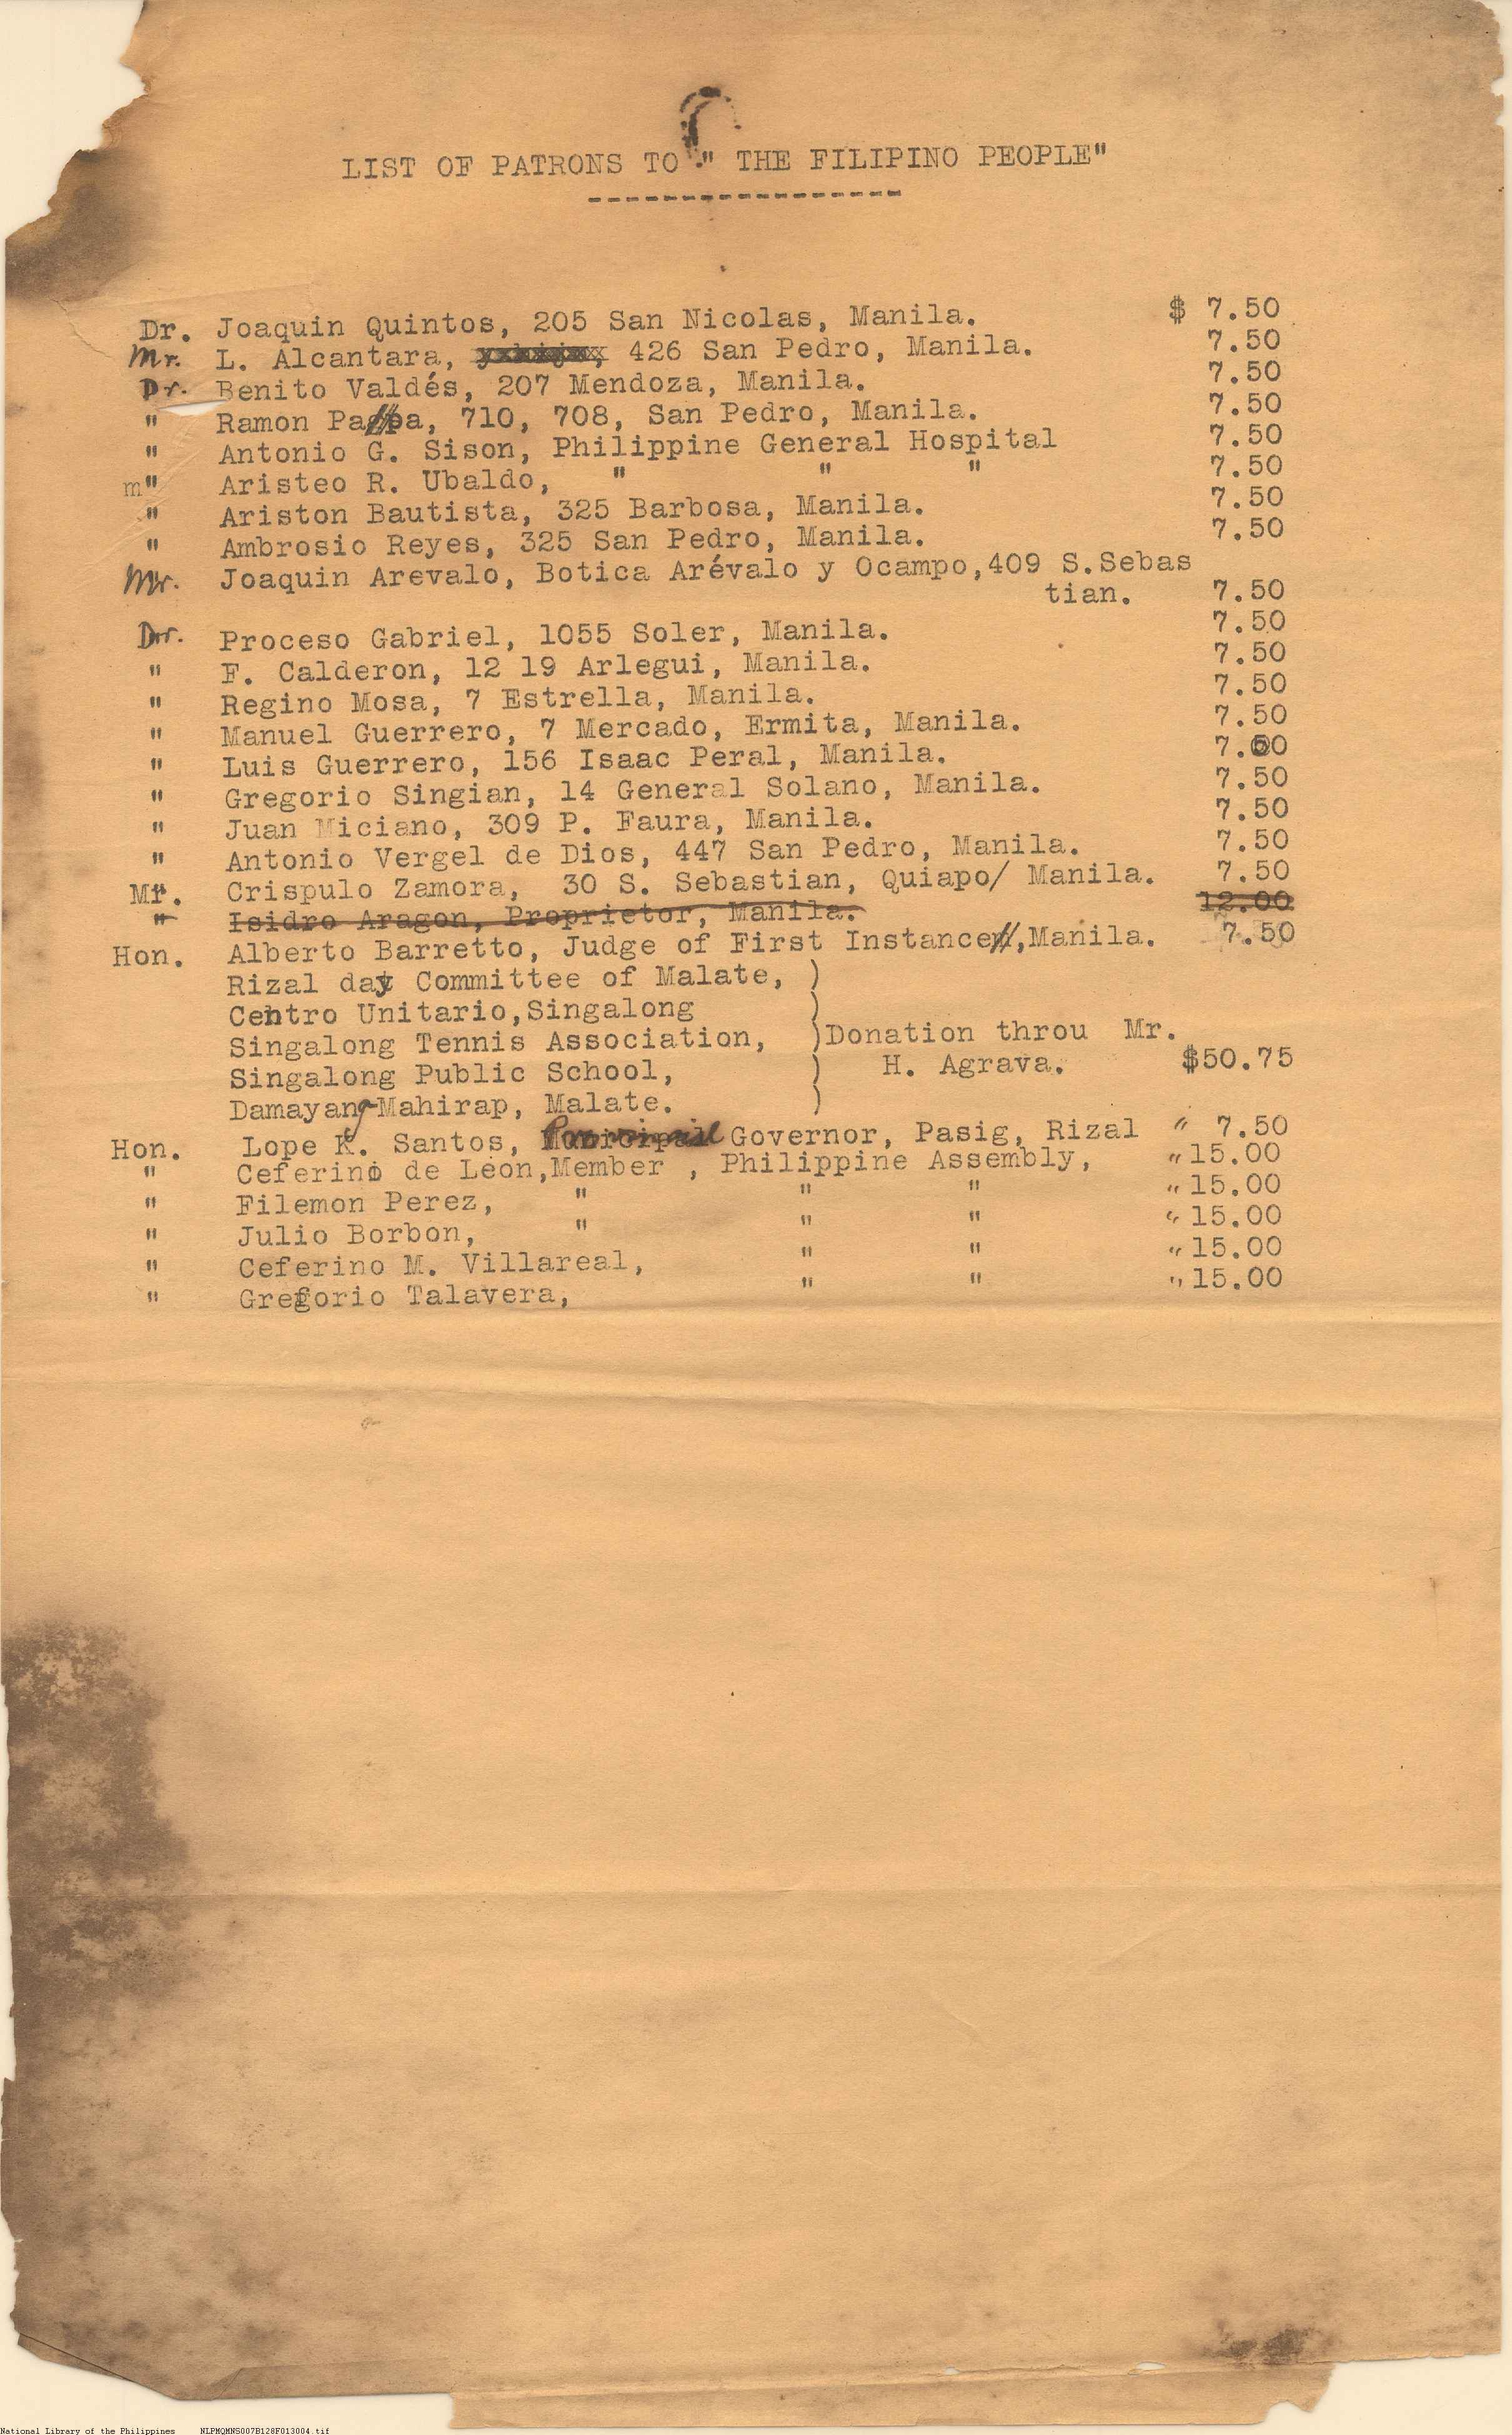 LIST OF PATRONS TO " THE FILIPINO PEOPLE"
-----------------
Dr. Joaquin Quintos, 205 San Nicolas, Manila. $ 7.50
Mr. L. Alcantara, 426 San Pedro, Manila. 7.50
Dr. Benito Valdés, 207 Mendoza, Manila. 7.50
" Ramon Papa, 710, 708, San Pedro, Manila. 7.50
" Antonio G. Sison, Philippine General Hospital 7.50
m" Aristeo R. Ubaldo, " " " 7.50
" Ariston Bautista, 325 Barbosa, Manila. 7.50
" Ambrosio Reyes, 325 San Pedro, Manila. 7.50
Mr. Joaquin Arevalo, Botica Arévalo y Ocampo,409 S.Sebas
tian. 7.50
Dr. Proceso Gabriel, 1055 Soler, Manila. 7.50
" F. Calderon, 12 19 Arlegui, Manila. 7.50
" Regino Mosa, 7 Estrella, Manila. 7.50
" Manuel Guerrero, 7 Mercado, Ermita, Manila. 7.50
" Luis Guerrero, 156 Isaac Peral, Manila. 7.50
" Gregorio Singian, 14 General Solano, Manila. 7.50
" Juan Miciano, 309 P. Faura, Manila. 7.50
" Antonio Vergel de Dios, 447 San Pedro, Manila. 7.50
Mr. Crispulo Zamora, 30 S. Sebastian, Quiapo/ Manila. 7.50
" Isidro Aragon, Proprietor, Manila. 12.00
Hon. Alberto Barretto, Judge of First Instance,Manila. 7.50
Rizal day Committee of Malate, )
Centro Unitario,Singalong )
Singalong Tennis Association, )Donation throu Mr.
Singalong Public School, ) H. Agrava. $50.75
Damayang Mahirap, Malate. )
Hon. Lope K. Santos, Governor, Pasig, Rizal " 7.50
" Ceferino de Leon,Member , Philippine Assembly, "15.00
" Filemon Perez, " " " "15.00
" Julio Borbon, " " " "15.00
" Ceferino M. Villareal, " " "15.00
" Gregorio Talavera, " " "15.00
National Library of the Philippines NLPMQMNS007B128F013004.tif